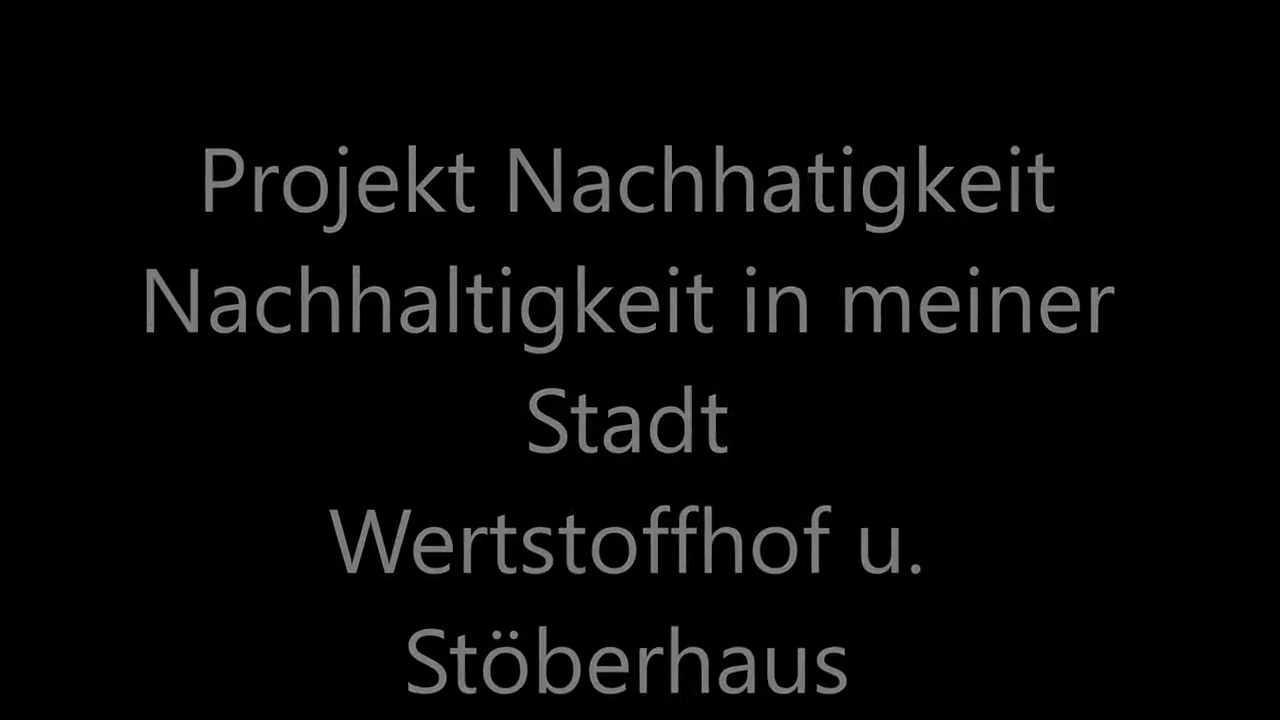 Projekt Nachhatigkeit
Nachhaltigkeit in meiner
Stadt
Wertstoffhof u.
Stöberhaus